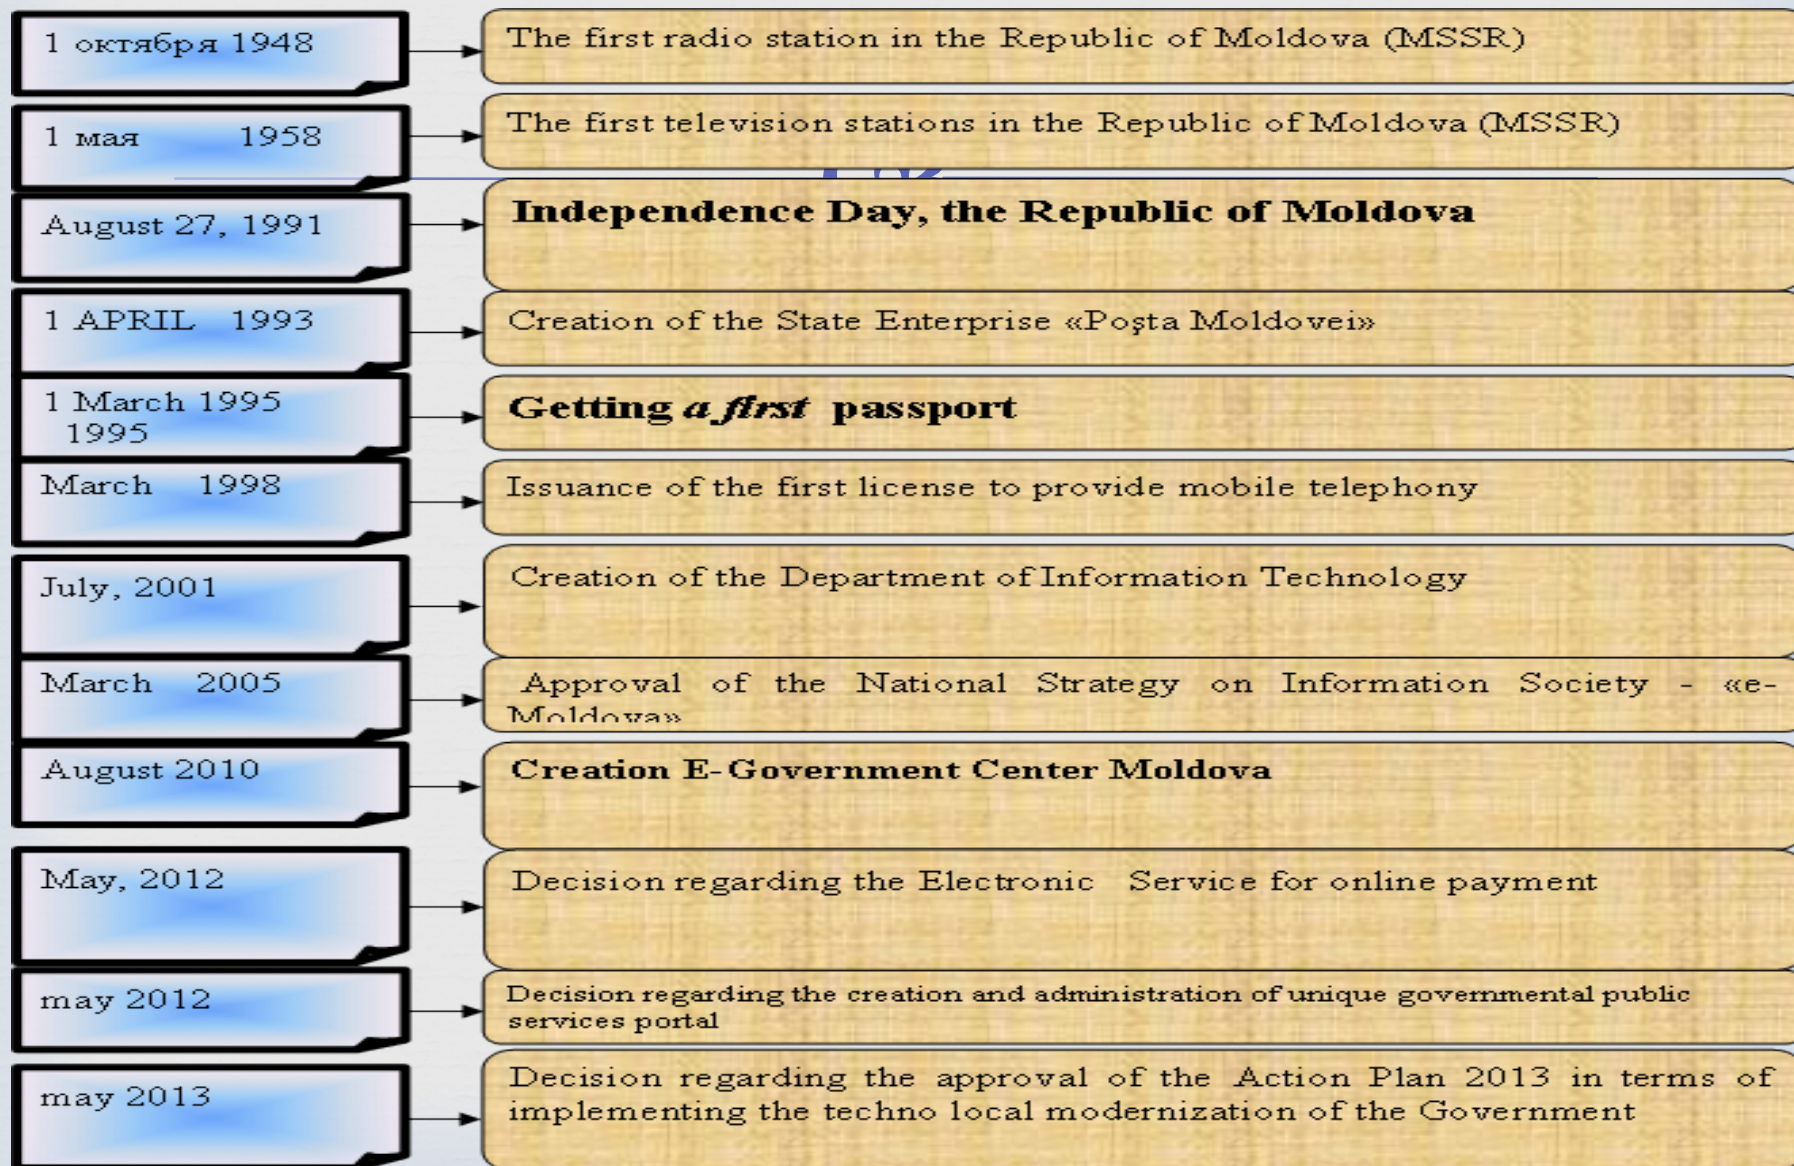 1 октября 1948
The first radio station in the Republic of Moldova (MSSR)
1 мая 1958
The first television stations in the Republic of Moldova (MSSR)
August 27, 1991
Independence Day, the Republic of Moldova
1 APRIL 1993
Creation of the State Enterprise «Poşta Moldovei»
1 March 1995
1995
Getting a first passport
March 1998
Issuance of the first license to provide mobile telephony
July, 2001
Creation of the Department of Information Technology
March 2005
Approval of the National Strategy on Information Society - «e-
Moldova»
August 2010
Creation E-Government Center Moldova
May, 2012
Decision regarding the Electronic Service for online payment
may 2012
Decision regarding the creation and administration of unique governmental public
services portal
may 2013
Decision regarding the approval of the Action Plan 2013 in terms of
implementing the techno local modernization of the Government